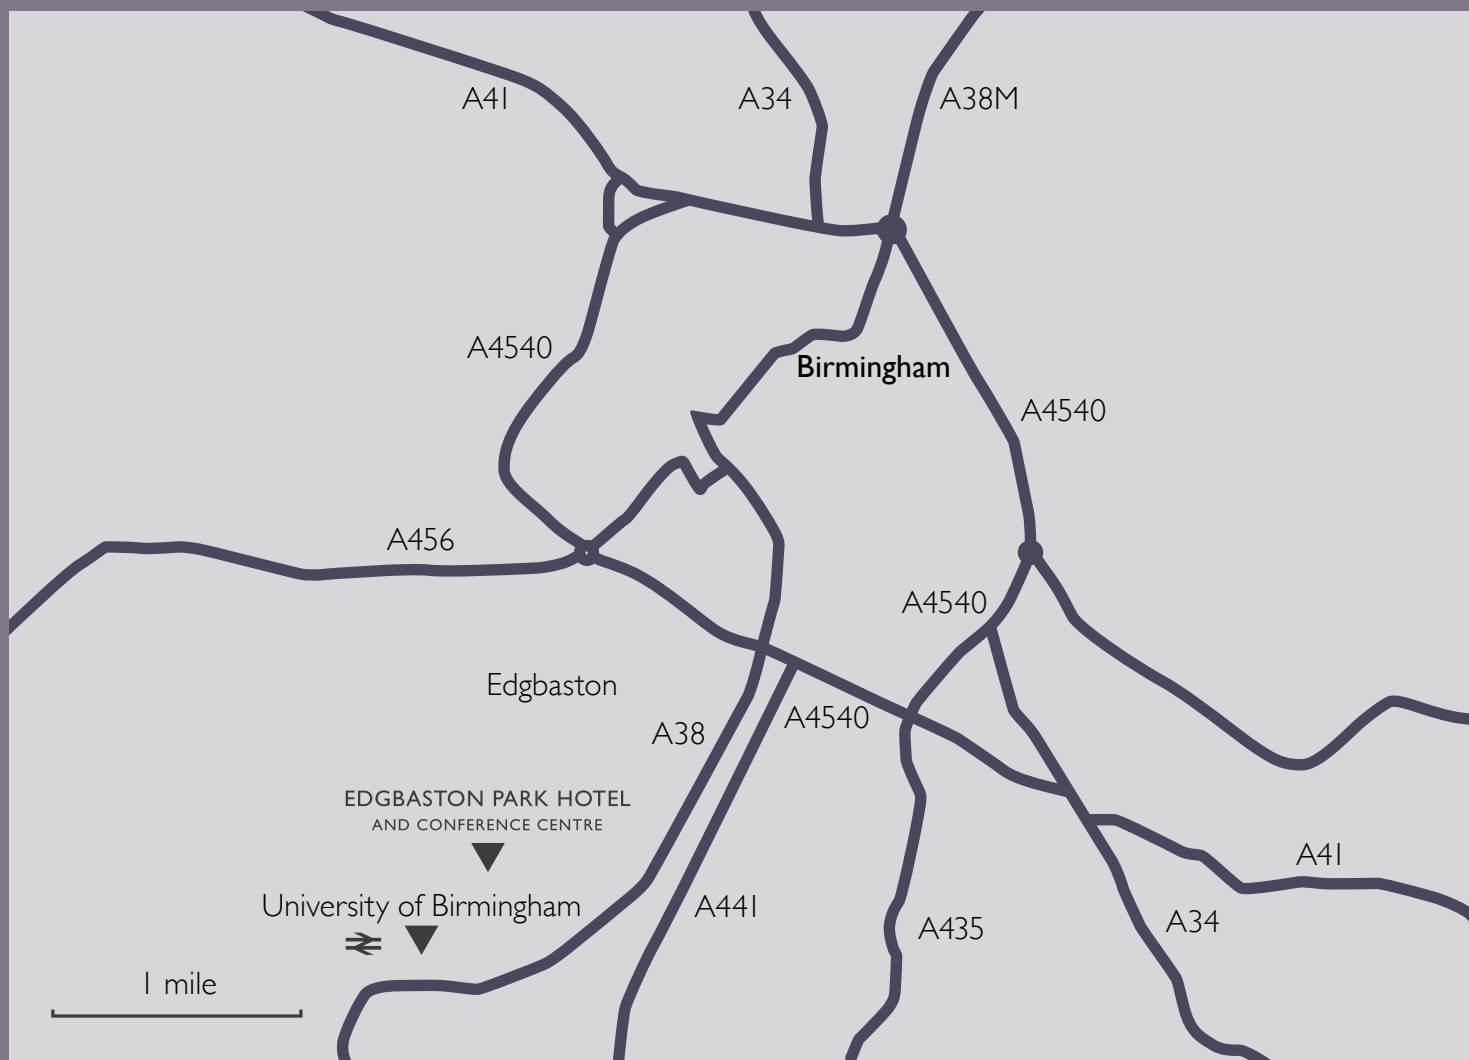 A41
A34
A38M
A4540
Birmingham
A4540
A456
A4540
Edgbaston
A4540
A38
EDGBASTON PARK HOTEL
AND CONFERENCE CENTRE
A41
University of Birmingham
A441
A34
A435
1 mile